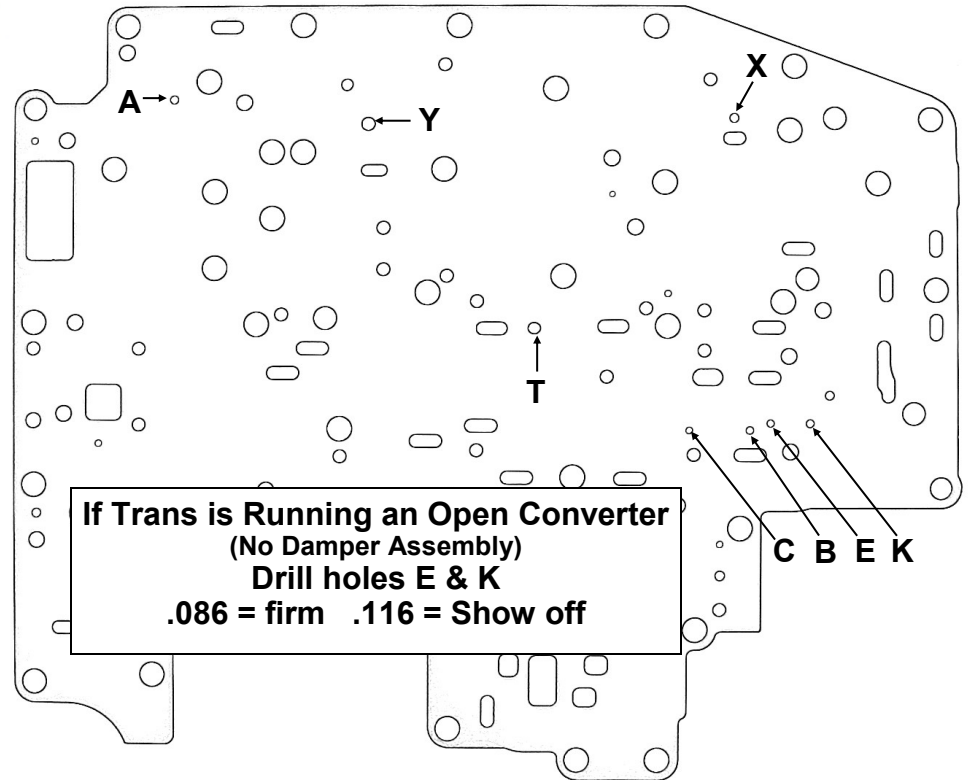 X
A
Y
T
C B E K
If Trans is Running an Open Converter
(No Damper Assembly)
Drill holes E & K
.086 = firm .116 = Show off